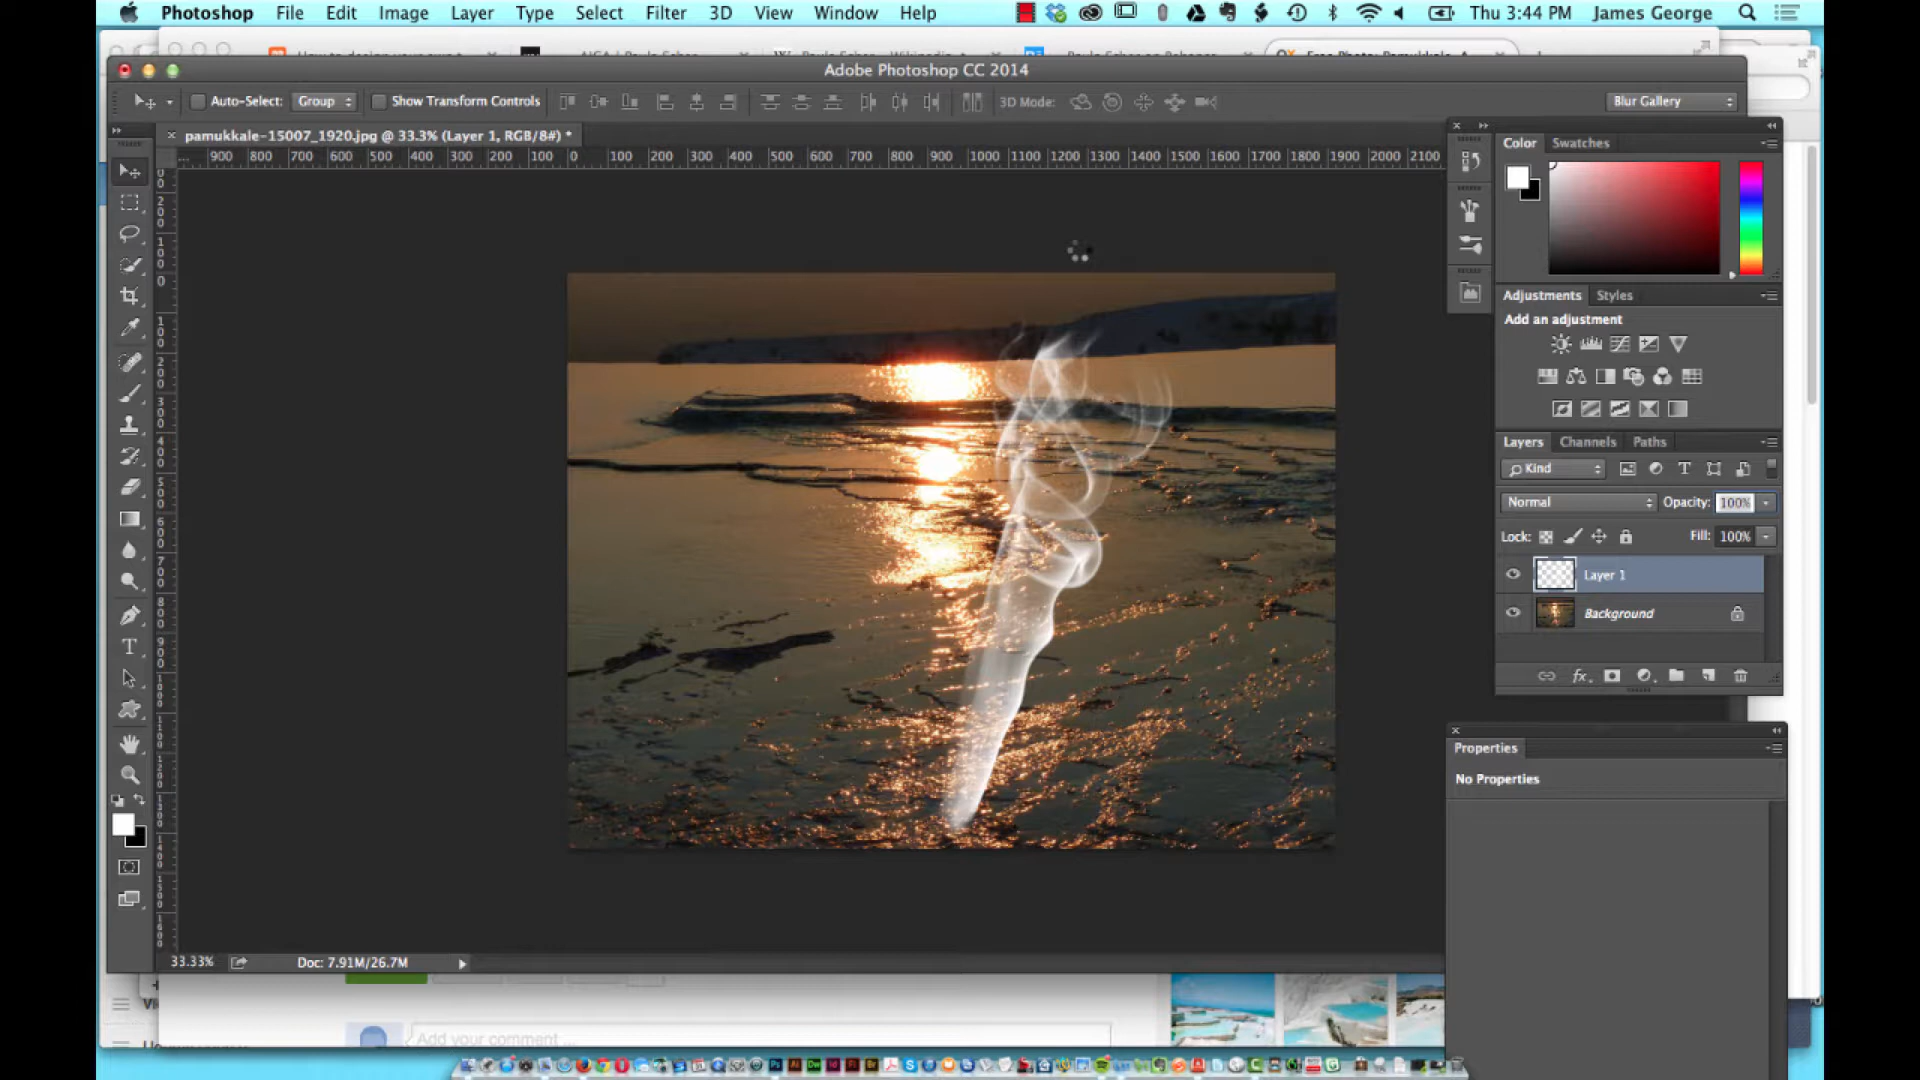 Photoshop File Edit Image Layer Type Select Filter 3D View Window Help Thu 3:44 PM James George
Adobe Photoshop CC 2014
Auto-Select: Group Show Transform Controls 3D Mode: Blur Gallery
pamukkale-15007_1920.jpg @ 33.3% (Layer 1, RGB/8#) *
900 800 700 600 500 400 300 200 100 0 100 200 300 400 500 600 700 800 900 1000 1100 1200 1300 1400 1500 1600 1700 1800 1900 2000 2100
Color Swatches
Adjustments Styles
Add an adjustment
Layers Channels Paths
Kind
Normal Opacity: 100%
Lock: Fill: 100%
Layer 1
Background
Properties
No Properties
33.33% Doc: 7.91M/26.7M
Add your comment ...